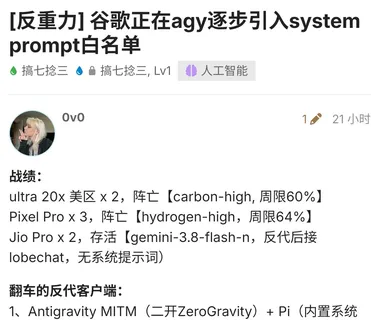 [反重力] 谷歌正在agy逐步引入system
prompt白名单
搞七捻三 搞七捻三, Lv1 人工智能
0v0 1 21 小时
战绩：
ultra 20x 美区 x 2，阵亡【carbon-high, 周限60%】
Pixel Pro x 3，阵亡【hydrogen-high，周限64%】
Jio Pro x 2，存活【gemini-3.8-flash-n，反代后接
lobechat，无系统提示词）
翻车的反代客户端：
1、Antigravity MITM（二开ZeroGravity）+ Pi（内置系统